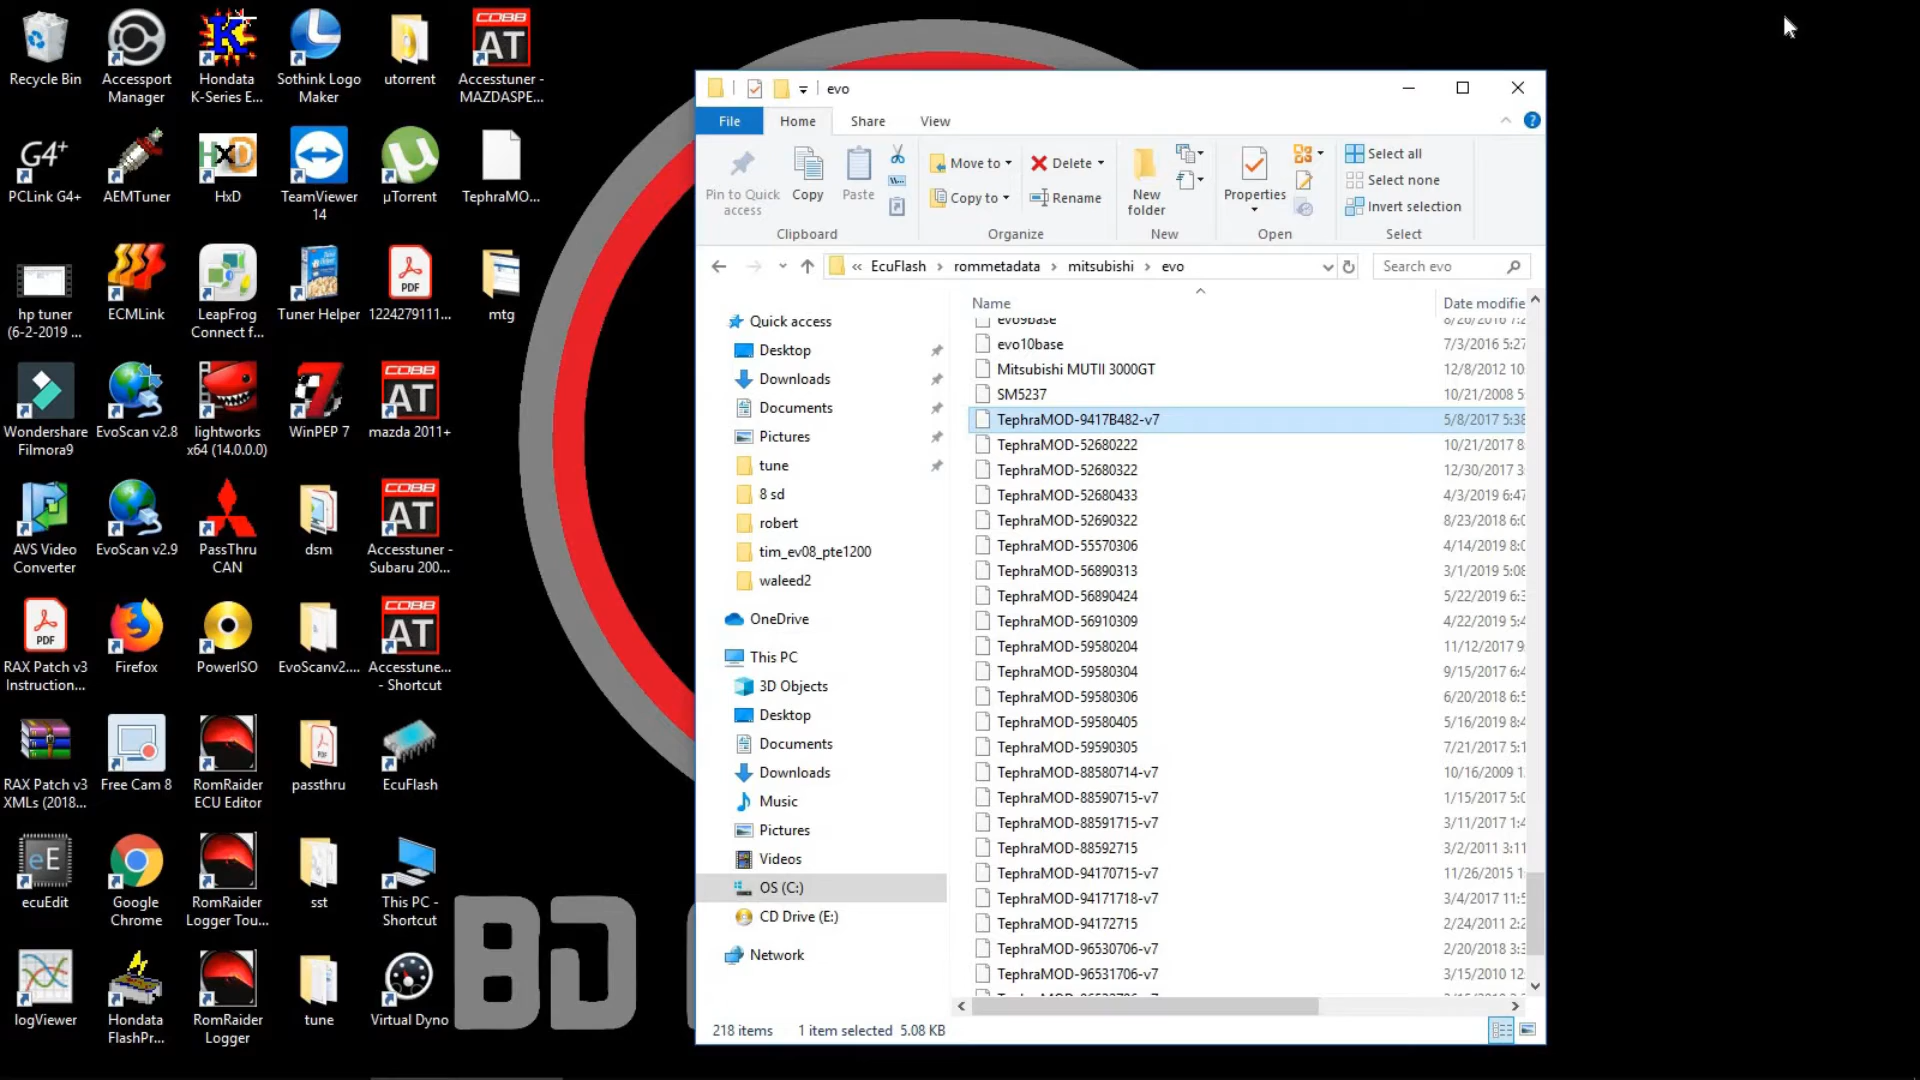 Recycle Bin
Accessport
Manager
Hondata
K-Series E...
Sothink Logo
Maker
utorrent
COBB
AT
Accesstuner -
MAZDASPE...
G4+
PCLink G4+
AEMTuner
HxD
HxD
TeamViewer
14
µTorrent
TephraMO...
hp tuner
(6-2-2019 ...
ECMLink
LeapFrog
Connect f...
Tuner Helper
PDF
1224279111...
mtg
Wondershare
Filmora9
EvoScan v2.8
lightworks
x64 (14.0.0.0)
WinPEP 7
COBB
AT
mazda 2011+
AVS Video
Converter
EvoScan v2.9
PassThru
CAN
dsm
COBB
AT
Accesstuner -
Subaru 200...
PDF
RAX Patch v3
Instruction...
Firefox
PowerISO
EvoScanv2....
COBB
AT
Accesstune...
- Shortcut
RAX Patch v3
XMLs (2018...
Free Cam 8
RomRaider
ECU Editor
passthru
EcuFlash
eE
ecuEdit
Google
Chrome
RomRaider
Logger Tou...
sst
This PC -
Shortcut
logViewer
Hondata
FlashPr...
RomRaider
Logger
tune
Virtual Dyno
BD
evo
File
Home
Share
View
Pin to Quick
access
Copy
Paste
Clipboard
Move to
Copy to
Delete
Rename
Organize
New
folder
New
Properties
Open
Select all
Select none
Invert selection
Select
« EcuFlash › rommetadata › mitsubishi › evo
Search evo
Quick access
Desktop
Downloads
Documents
Pictures
tune
8 sd
robert
tim_ev08_pte1200
waleed2
OneDrive
This PC
3D Objects
Desktop
Documents
Downloads
Music
Pictures
Videos
OS (C:)
CD Drive (E:)
Network
Name Date modifie
evo9base 8/26/2016 7:2
evo10base 7/3/2016 5:27
Mitsubishi MUTII 3000GT 12/8/2012 10:
SM5237 10/21/2008 5:
TephraMOD-9417B482-v7 5/8/2017 5:38
TephraMOD-52680222 10/21/2017 8:
TephraMOD-52680322 12/30/2017 3:
TephraMOD-52680433 4/3/2019 6:47
TephraMOD-52690322 8/23/2018 6:0
TephraMOD-55570306 4/14/2019 8:0
TephraMOD-56890313 3/1/2019 5:08
TephraMOD-56890424 5/22/2019 6:3
TephraMOD-56910309 4/22/2019 5:4
TephraMOD-59580204 11/12/2017 9:
TephraMOD-59580304 9/15/2017 6:4
TephraMOD-59580306 6/20/2018 6:5
TephraMOD-59580405 5/16/2019 8:4
TephraMOD-59590305 7/21/2017 5:1
TephraMOD-88580714-v7 10/16/2009 1:
TephraMOD-88590715-v7 1/15/2017 5:0
TephraMOD-88591715-v7 3/11/2017 1:4
TephraMOD-88592715 3/2/2011 3:11
TephraMOD-94170715-v7 11/26/2015 1:
TephraMOD-94171718-v7 3/4/2017 11:5
TephraMOD-94172715 2/24/2011 2:2
TephraMOD-96530706-v7 2/20/2018 3:3
TephraMOD-96531706-v7 3/15/2010 12:
218 items 1 item selected 5.08 KB